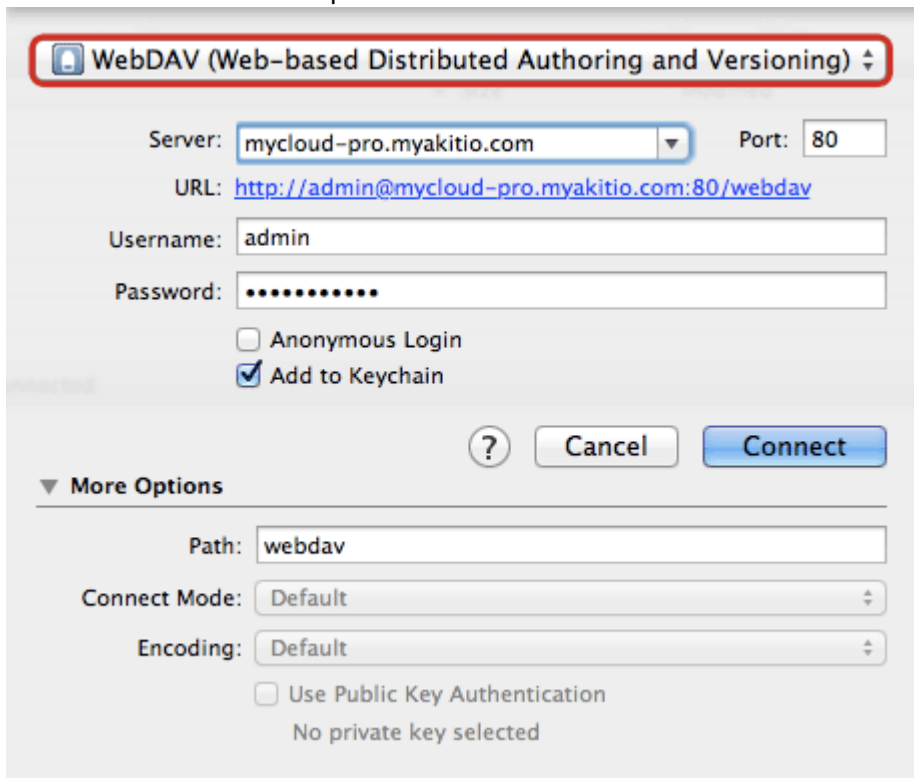 WebDAV (Web-based Distributed Authoring and Versioning)
Server: mycloud-pro.myakitio.com Port: 80
URL: http://admin@mycloud-pro.myakitio.com:80/webdav
Username: admin
Password: •••••••••••
Anonymous Login
Add to Keychain
? Cancel Connect
More Options
Path: webdav
Connect Mode: Default
Encoding: Default
Use Public Key Authentication
No private key selected